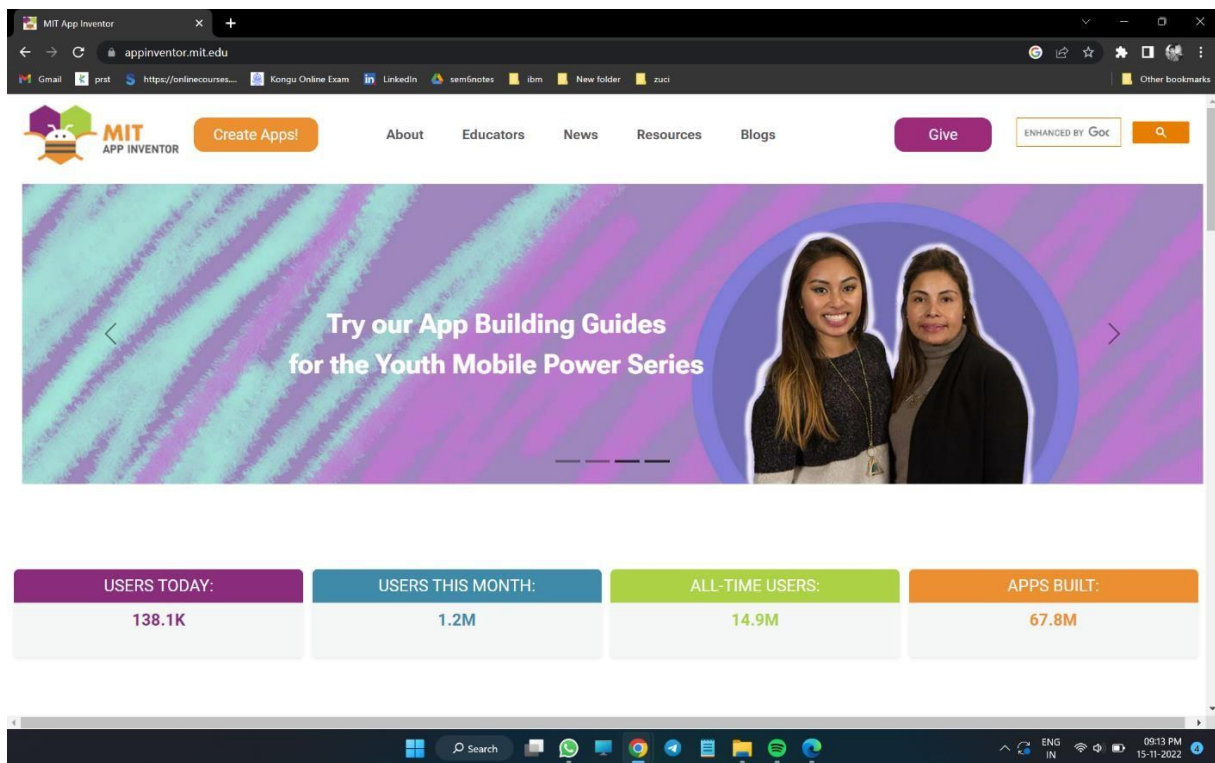 MIT App Inventor
appinventor.mit.edu
Gmail prst https://onlinecourses.... Kongu Online Exam LinkedIn sem6notes ibm New folder zuci Other bookmarks
MIT
APP INVENTOR
Create Apps!
About Educators News Resources Blogs
Give
ENHANCED BY Goo
Try our App Building Guides
for the Youth Mobile Power Series
USERS TODAY: USERS THIS MONTH: ALL-TIME USERS: APPS BUILT:
138.1K 1.2M 14.9M 67.8M
Search
ENG
IN
09:13 PM
15-11-2022
4